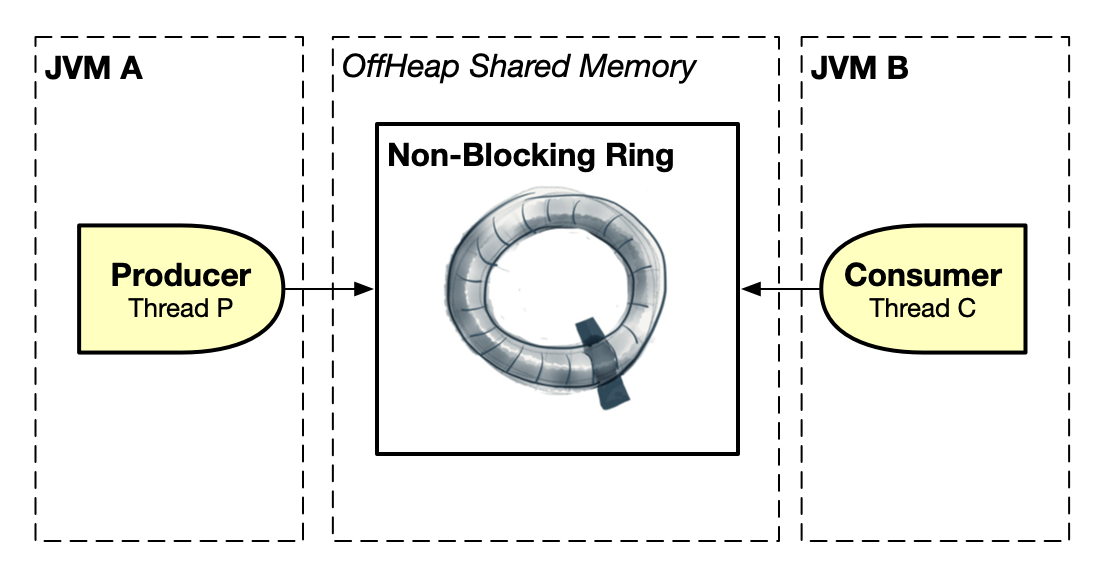 JVM A
OffHeap Shared Memory
JVM B
Non-Blocking Ring
Producer
Thread P
Consumer
Thread C